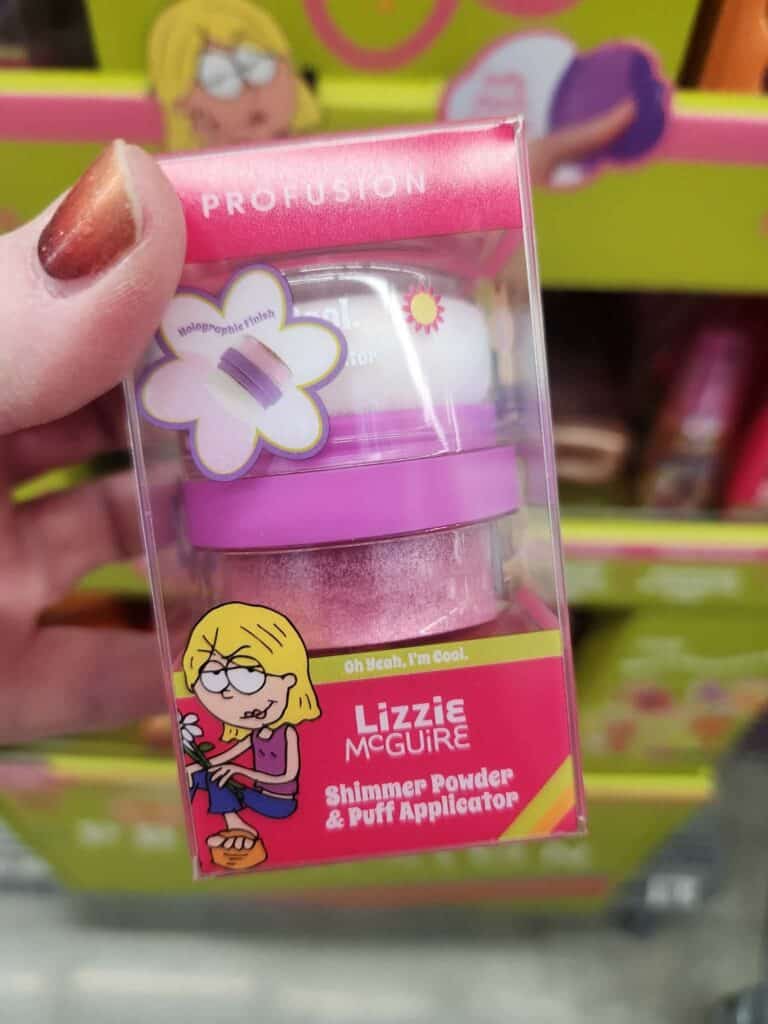 PROFUSION
Holographic Finish
Oh Yeah, I'm Cool.
Lizzie
McGUiRE
Shimmer Powder
& Puff Applicator